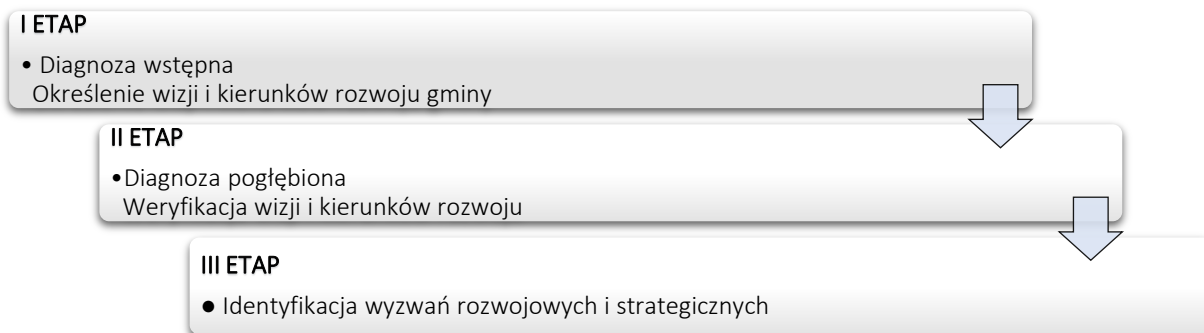 I ETAP
• Diagnoza wstępna
Określenie wizji i kierunków rozwoju gminy
II ETAP
•Diagnoza pogłębiona
Weryfikacja wizji i kierunków rozwoju
III ETAP
● Identyfikacja wyzwań rozwojowych i strategicznych